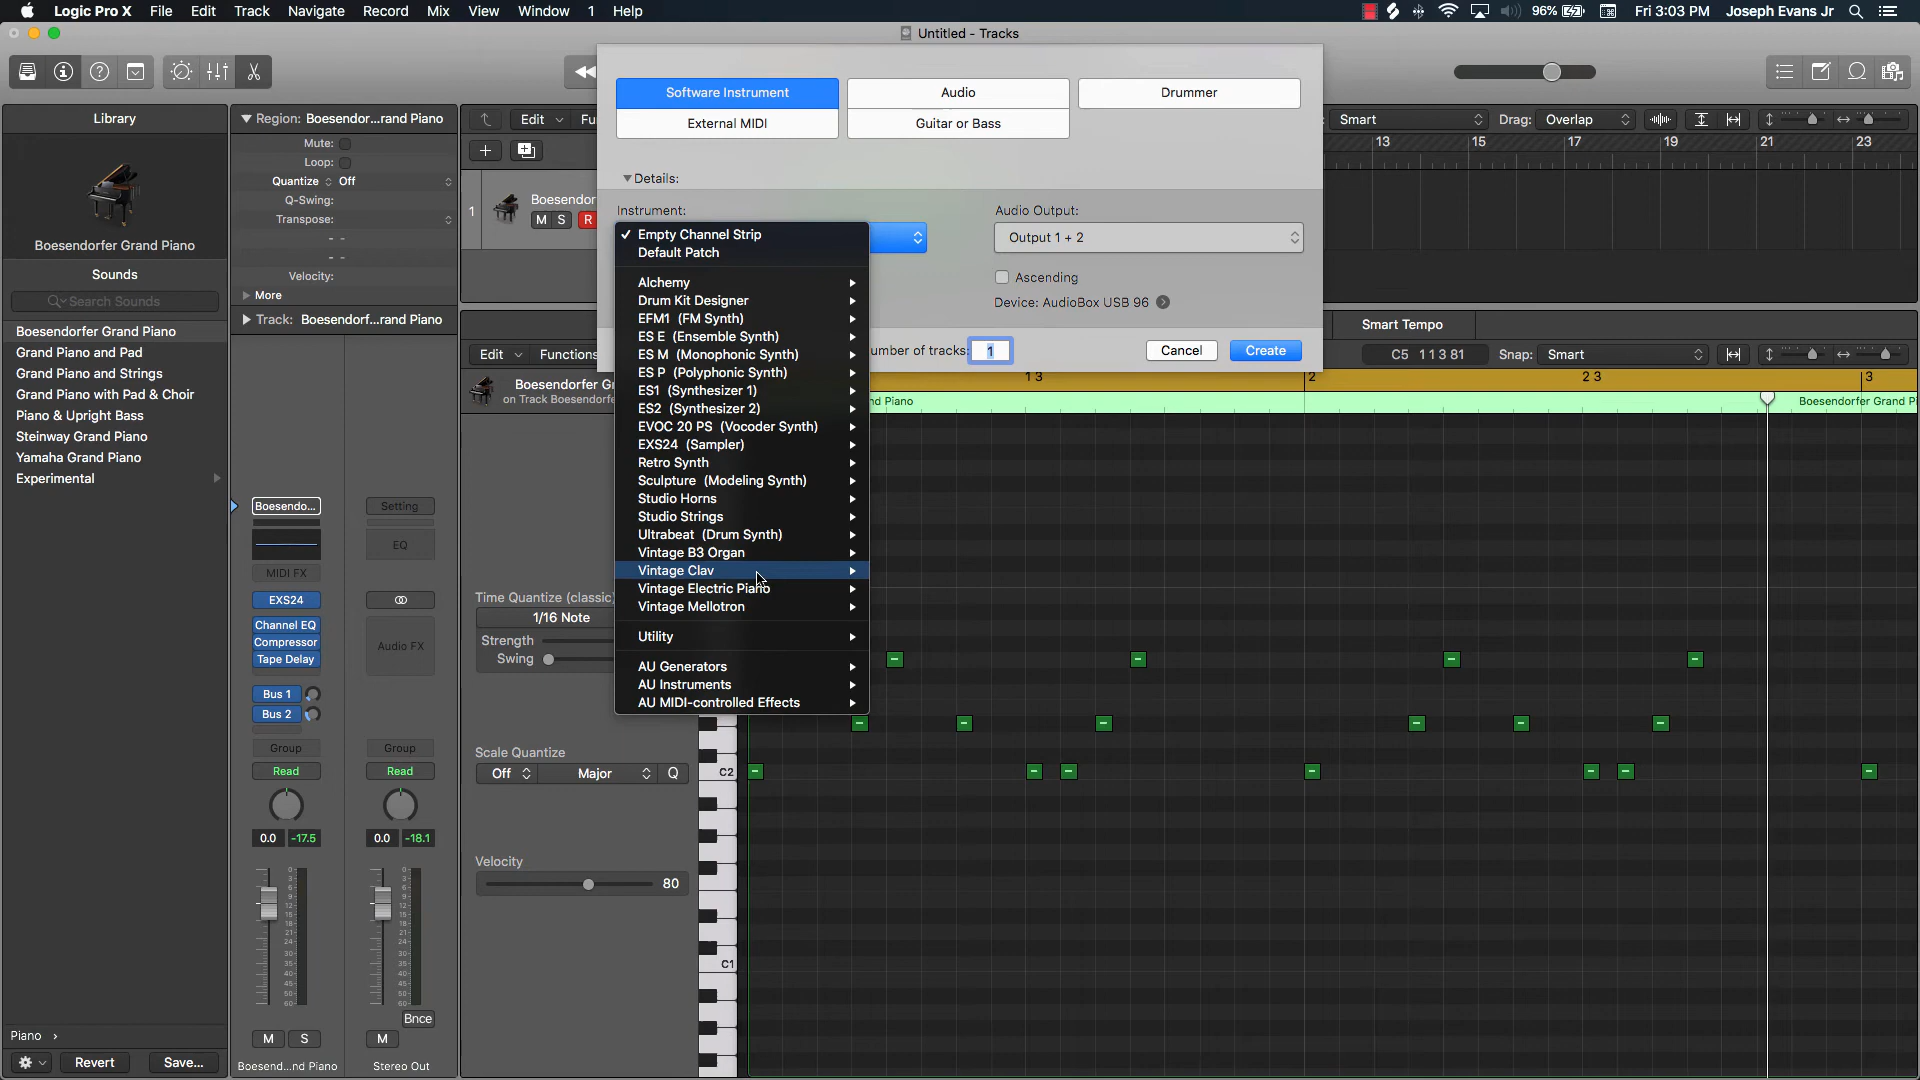 Logic Pro X File Edit Track Navigate Record Mix View Window 1 Help
96% Fri 3:03 PM Joseph Evans Jr
Untitled - Tracks
Library
Boesendorfer Grand Piano
Sounds
Search Sounds
Boesendorfer Grand Piano
Grand Piano and Pad
Grand Piano and Strings
Grand Piano with Pad & Choir
Piano & Upright Bass
Steinway Grand Piano
Yamaha Grand Piano
Experimental
Piano
Revert Save...
Region: Boesendor...rand Piano
Mute:
Loop:
Quantize Off
Q-Swing:
Transpose:
- -
- -
Velocity:
More
Track: Boesendorf...rand Piano
Boesendo... Setting
EQ
MIDI FX
EXS24
Channel EQ
Compressor Audio FX
Tape Delay
Bus 1
Bus 2
Group Group
Read Read
0.0 -17.5 0.0 -18.1
Bnce
M S M
Boesend...nd Piano Stereo Out
Edit Fu
1 Boesendor
M S R
Software Instrument Audio Drummer
External MIDI Guitar or Bass
Details:
Instrument: Audio Output:
Output 1 + 2
Ascending
Device: AudioBox USB 96
umber of tracks: 1 Cancel Create
Empty Channel Strip
Default Patch
Alchemy
Drum Kit Designer
EFM1 (FM Synth)
ES E (Ensemble Synth)
ES M (Monophonic Synth)
ES P (Polyphonic Synth)
ES1 (Synthesizer 1)
ES2 (Synthesizer 2)
EVOC 20 PS (Vocoder Synth)
EXS24 (Sampler)
Retro Synth
Sculpture (Modeling Synth)
Studio Horns
Studio Strings
Ultrabeat (Drum Synth)
Vintage B3 Organ
Vintage Clav
Vintage Electric Piano
Vintage Mellotron
Utility
AU Generators
AU Instruments
AU MIDI-controlled Effects
Smart Drag: Overlap
13 15 17 19 21 23
Smart Tempo
Edit Functions C5 1 1 3 81 Snap: Smart
1 3 2 2 3 3
Boesendorfer G
on Track Boesendorfe
nd Piano Boesendorfer Grand Pi
Time Quantize (classic)
1/16 Note
Strength
Swing
Scale Quantize
Off Major Q
Velocity
80
C2
C1